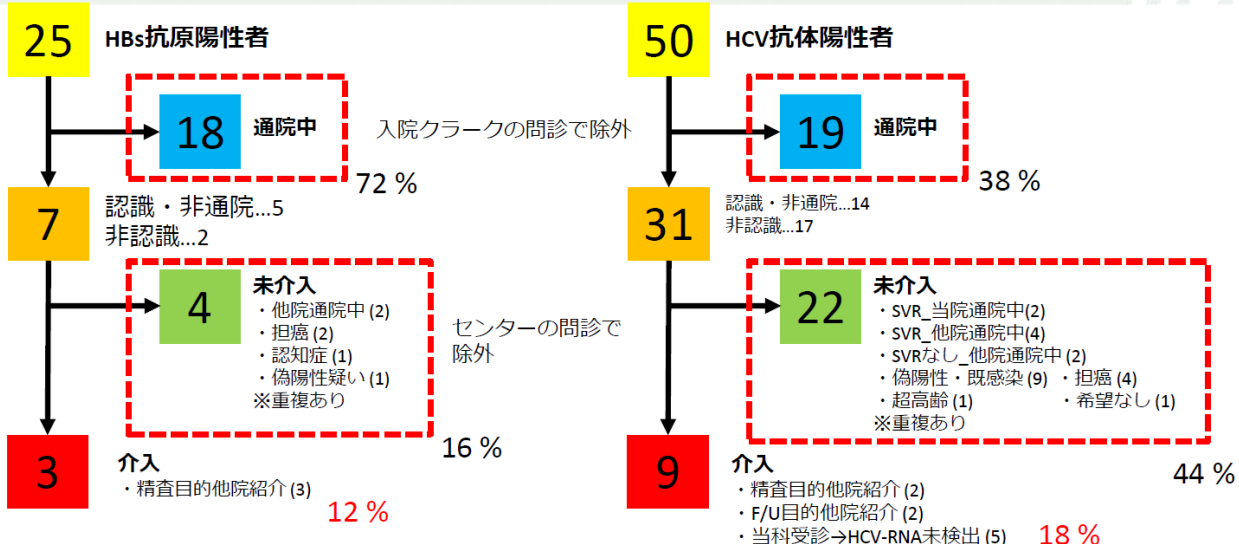 25 HBs抗原陽性者
18 通院中
入院クラークの問診で除外
72 %
7 認識・非通院…5
非認識…2
4 未介入
・他院通院中 (2)
・担癌 (2)
・認知症 (1)
・偽陽性疑い (1)
※重複あり
センターの問診で
除外
16 %
3 介入
・精査目的他院紹介 (3)
12 %
50 HCV抗体陽性者
19 通院中
38 %
31 認識・非通院…14
非認識…17
22 未介入
・SVR_当院通院中(2)
・SVR_他院通院中(4)
・SVRなし_他院通院中 (2)
・偽陽性・既感染 (9) ・担癌 (4)
・超高齢 (1) ・希望なし (1)
※重複あり
44 %
9 介入
・精査目的他院紹介 (2)
・F/U目的他院紹介 (2)
・当科受診→HCV-RNA未検出 (5)
18 %